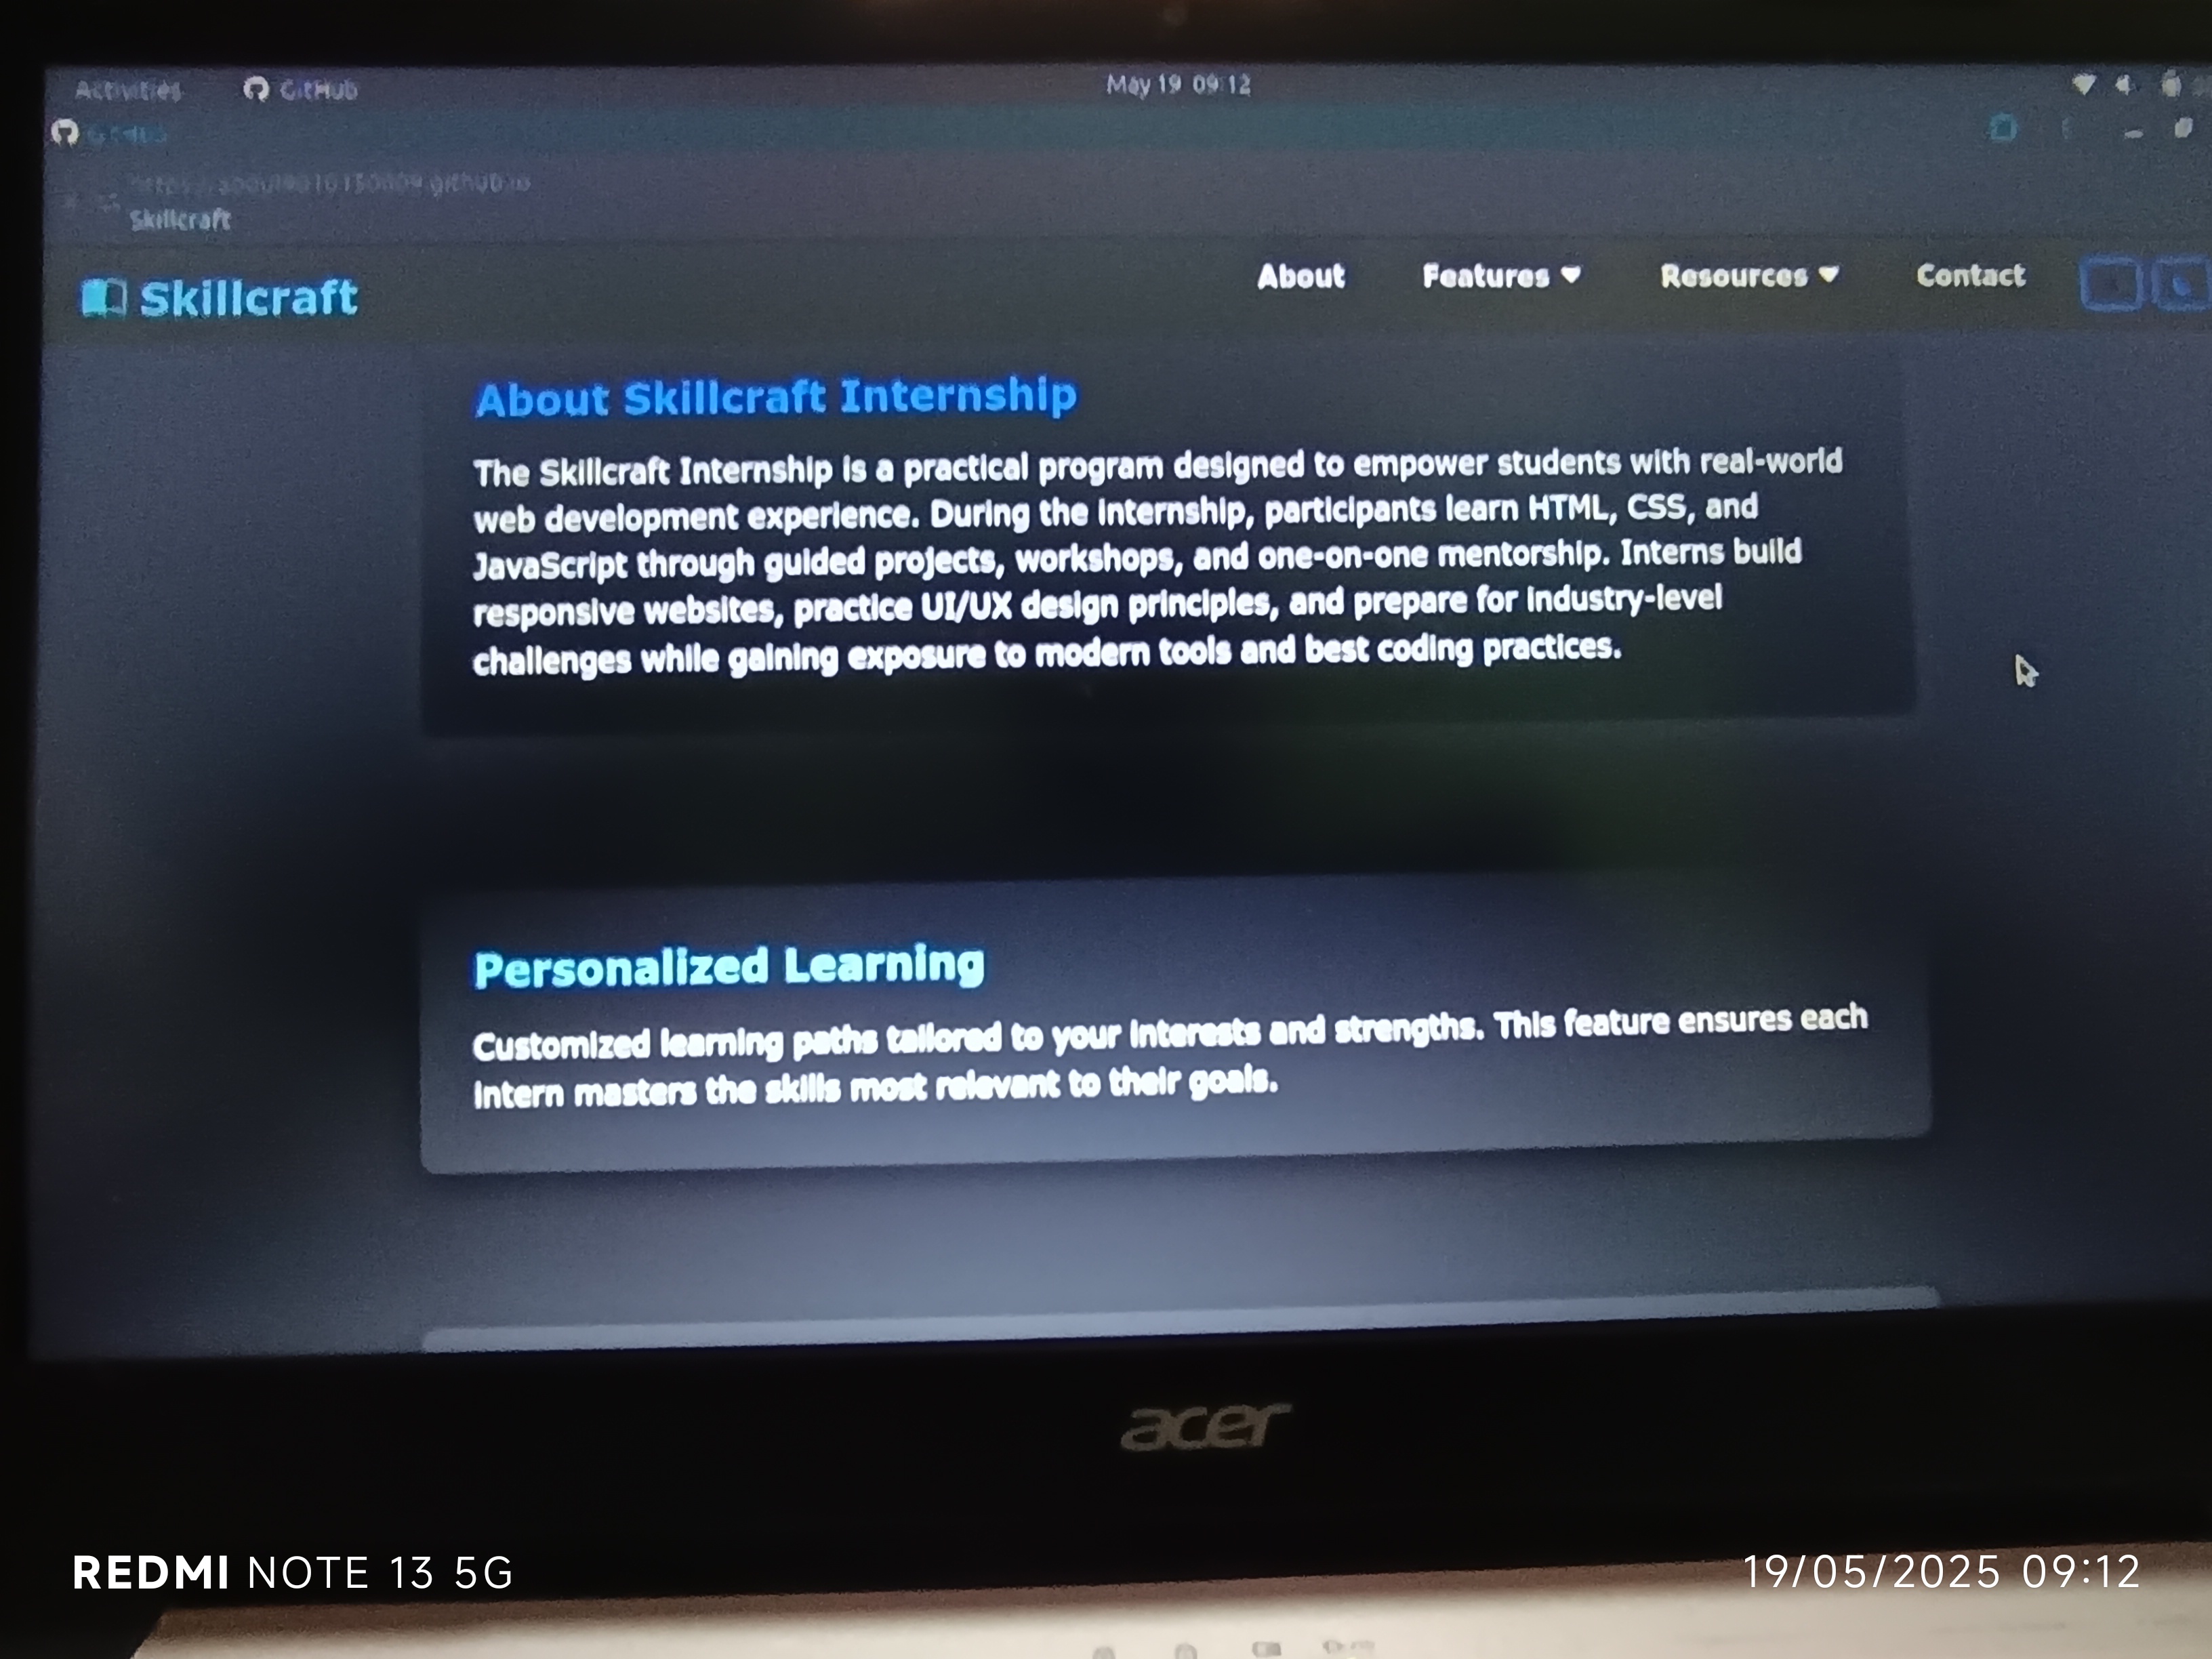 Activities GitHub May 19 09:12
GitHub
Skillcraft
Skillcraft About Features Resources Contact
About Skillcraft Internship
The Skillcraft Internship is a practical program designed to empower students with real-world
web development experience. During the internship, participants learn HTML, CSS, and
JavaScript through guided projects, workshops, and one-on-one mentorship. Interns build
responsive websites, practice UI/UX design principles, and prepare for industry-level
challenges while gaining exposure to modern tools and best coding practices.
Personalized Learning
Customized learning paths tailored to your interests and strengths. This feature ensures each
intern masters the skills most relevant to their goals.
acer
REDMI NOTE 13 5G 19/05/2025 09:12